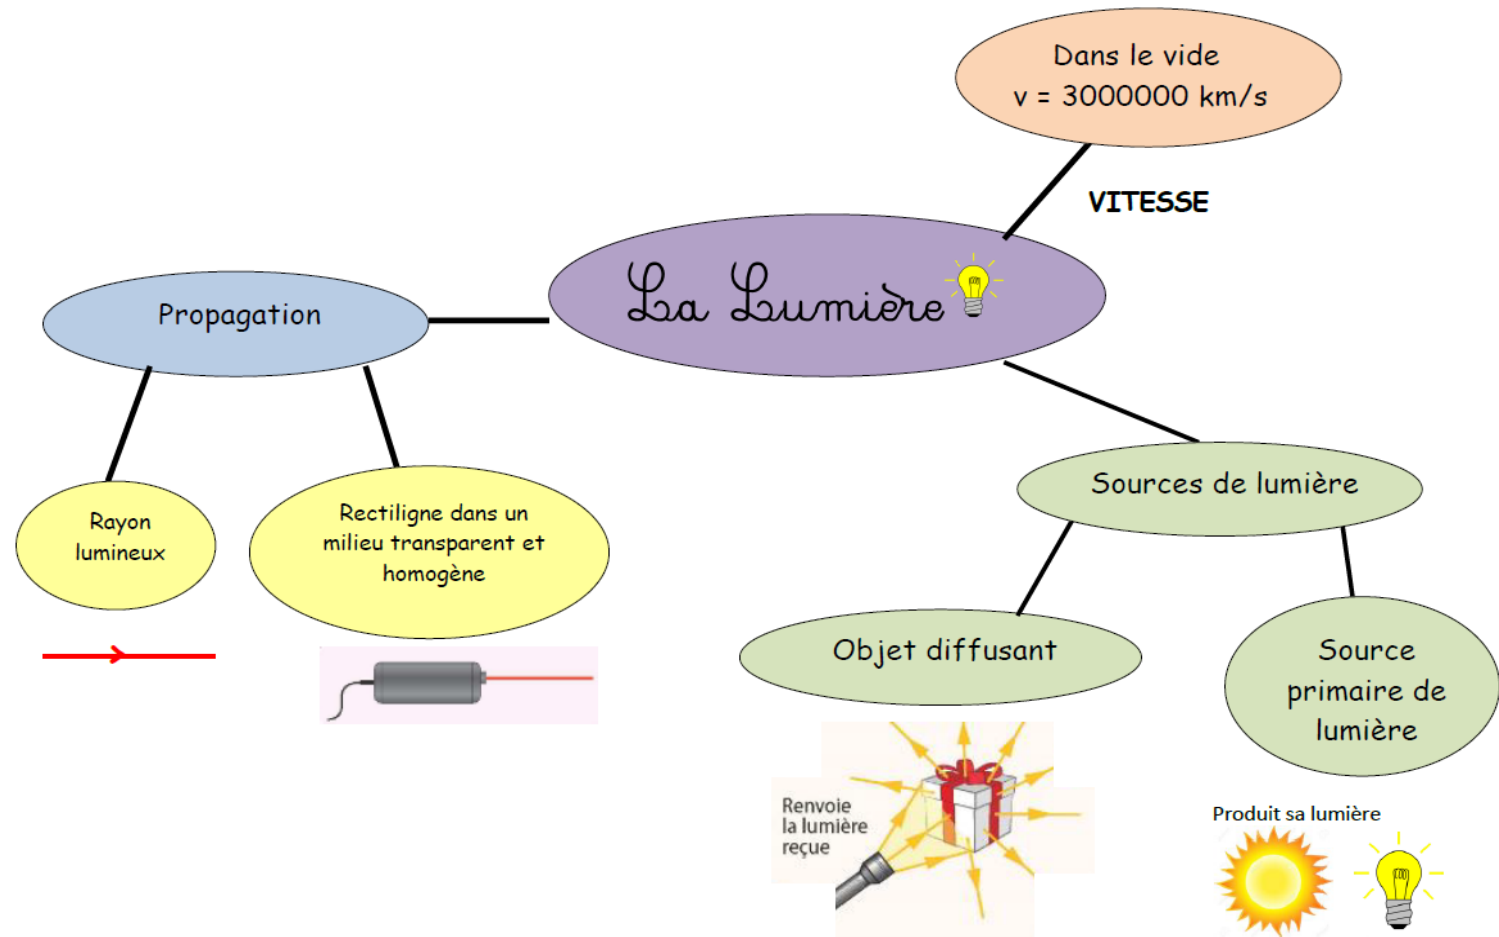 Dans le vide
v = 3000000 km/s
VITESSE
La Lumière
Propagation
Rayon
lumineux
Rectiligne dans un
milieu transparent et
homogène
Sources de lumière
Objet diffusant
Source
primaire de
lumière
Renvoie
la lumière
reçue
Produit sa lumière